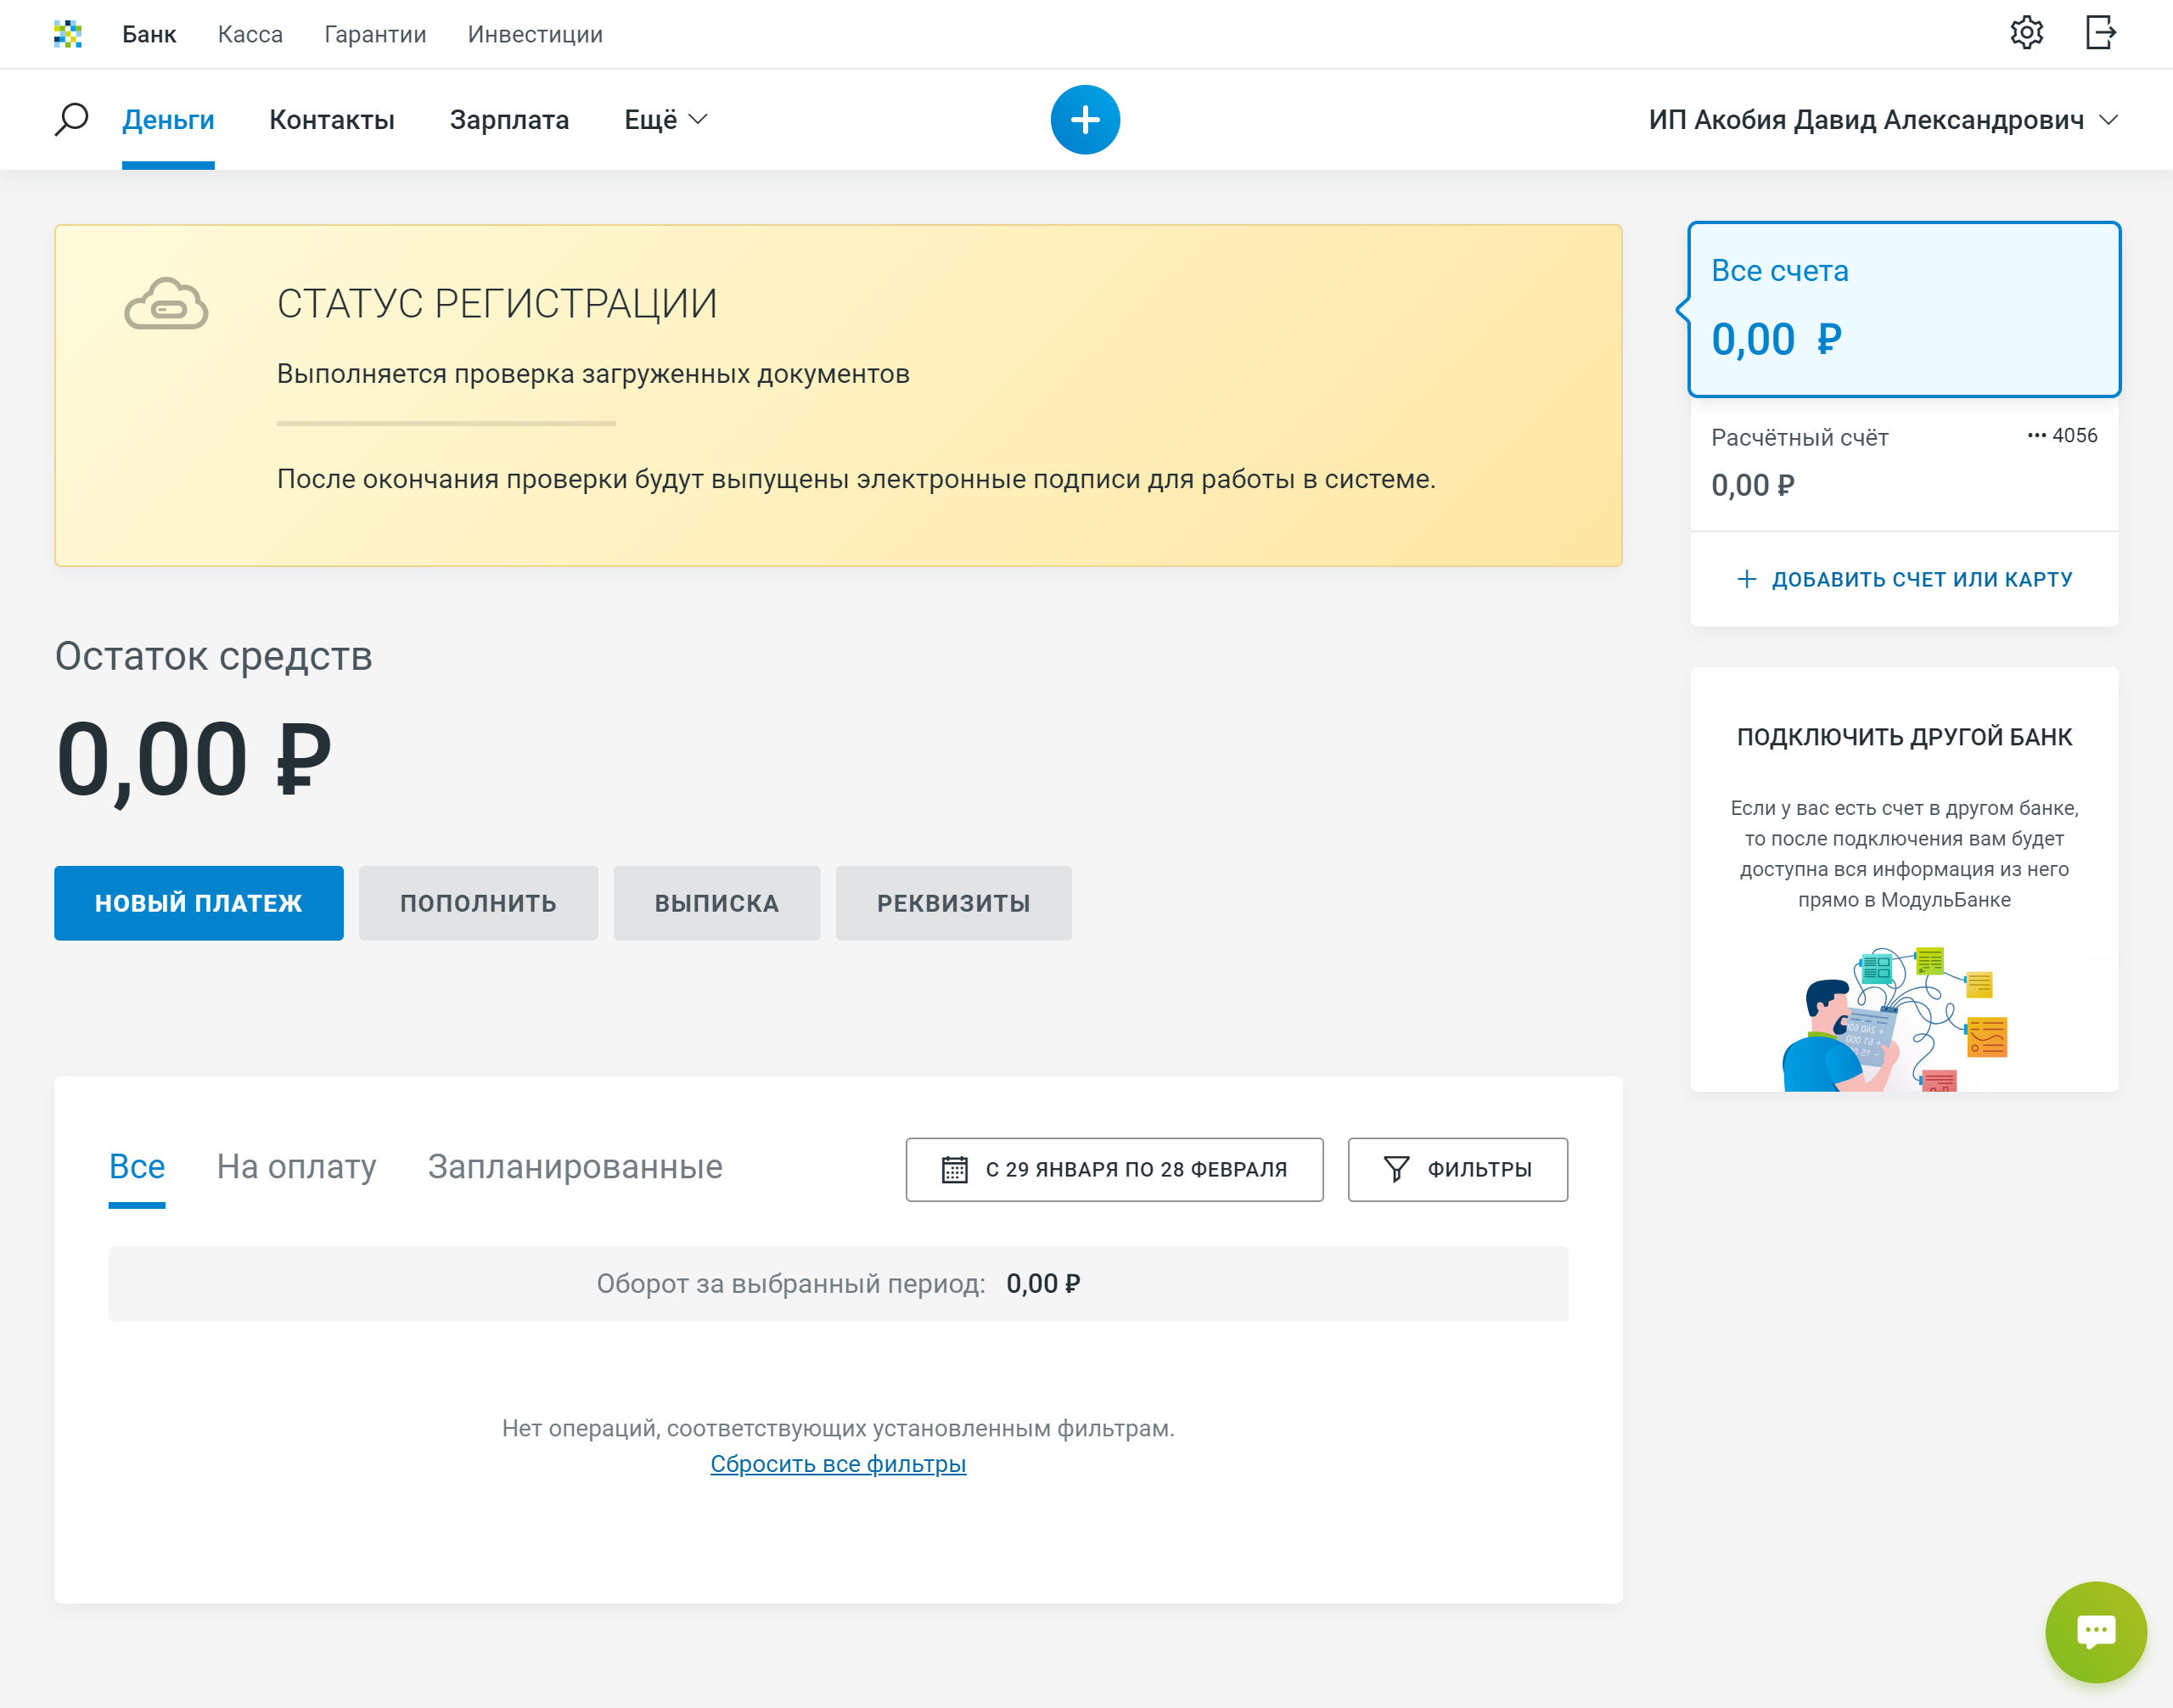 Банк Касса Гарантии Инвестиции
Деньги Контакты Зарплата Ещё ИП Акобия Давид Александрович
СТАТУС РЕГИСТРАЦИИ
Выполняется проверка загруженных документов
После окончания проверки будут выпущены электронные подписи для работы в системе.
Все счета
0,00 ₽
Расчётный счёт ••• 4056
0,00 ₽
ДОБАВИТЬ СЧЕТ ИЛИ КАРТУ
Остаток средств
0,00 ₽
НОВЫЙ ПЛАТЕЖ ПОПОЛНИТЬ ВЫПИСКА РЕКВИЗИТЫ
ПОДКЛЮЧИТЬ ДРУГОЙ БАНК
Если у вас есть счет в другом банке,
то после подключения вам будет
доступна вся информация из него
прямо в МодульБанке
Все На оплату Запланированные С 29 ЯНВАРЯ ПО 28 ФЕВРАЛЯ ФИЛЬТРЫ
Оборот за выбранный период: 0,00 ₽
Нет операций, соответствующих установленным фильтрам.
Сбросить все фильтры